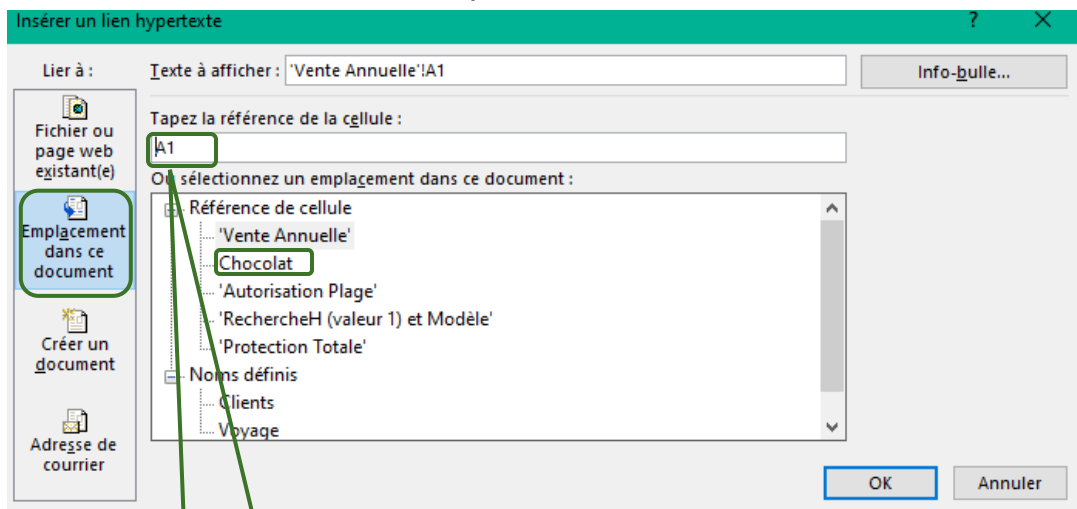 Insérer un lien hypertexte ? ×
Lier à :
Texte à afficher : 'Vente Annuelle'!A1
Info-bulle...
Fichier ou
page web
existant(e)
Tapez la référence de la cellule :
A1
Ou sélectionnez un emplacement dans ce document :
Emplacement
dans ce
document
Référence de cellule
'Vente Annuelle'
Chocolat
'Autorisation Plage'
'RechercheH (valeur 1) et Modèle'
'Protection Totale'
Noms définis
Clients
Voyage
Créer un
document
Adresse de
courrier
OK
Annuler